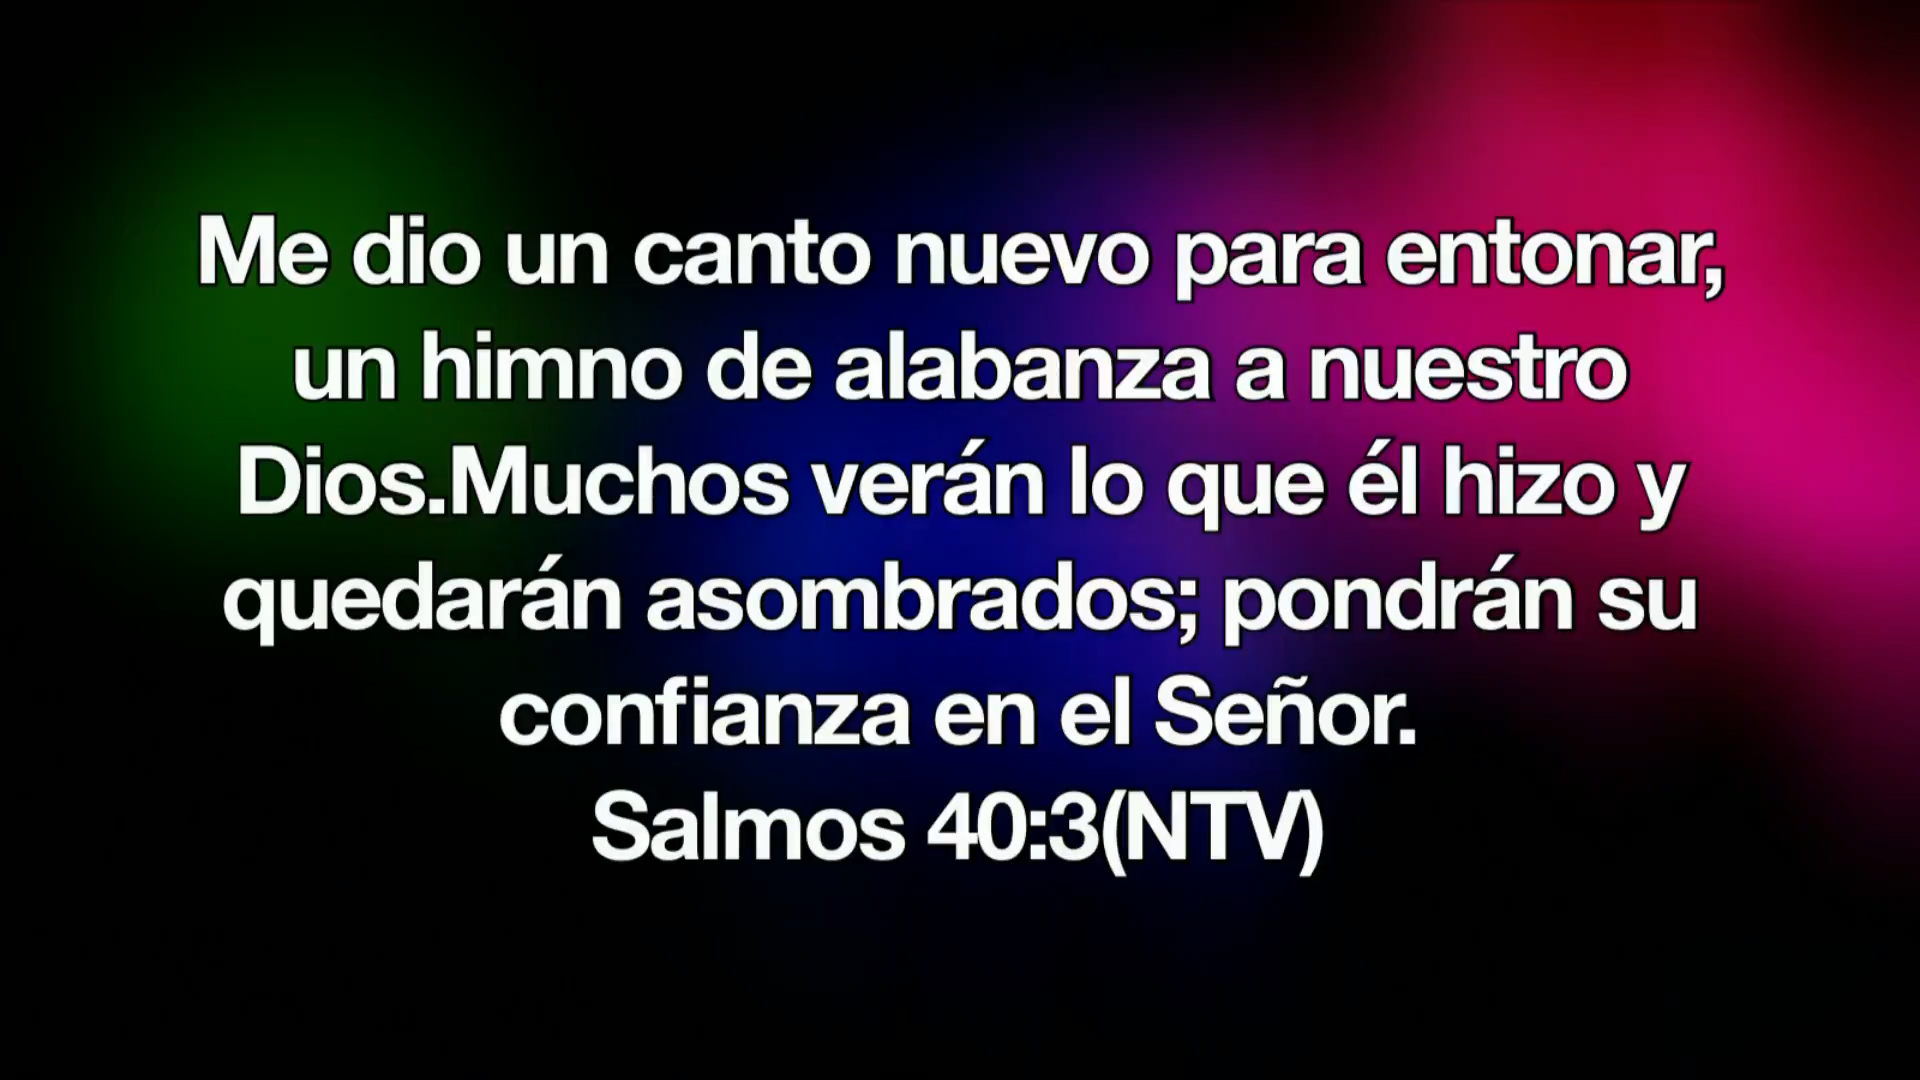 Me dio un canto nuevo para entonar,
un himno de alabanza a nuestro
Dios.Muchos verán lo que él hizo y
quedarán asombrados; pondrán su
confianza en el Señor.
Salmos 40:3(NTV)